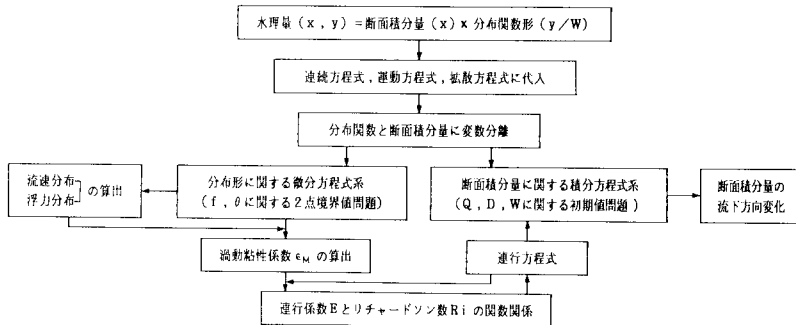 水理量 (x , y) ＝断面積分量 (x) × 分布関数形 (y／W)
連続方程式 , 運動方程式 , 拡散方程式に代入
分布関数と断面積分量に変数分離
流速分布
浮力分布
の算出
分布形に関する微分方程式系
(f , θに関する2点境界値問題)
断面積分量に関する積分方程式系
(Q , D , Wに関する初期値問題)
断面積分量の
流下方向変化
渦動粘性係数 εM の算出
連行方程式
連行係数EとリチャードソンRi数の関数関係